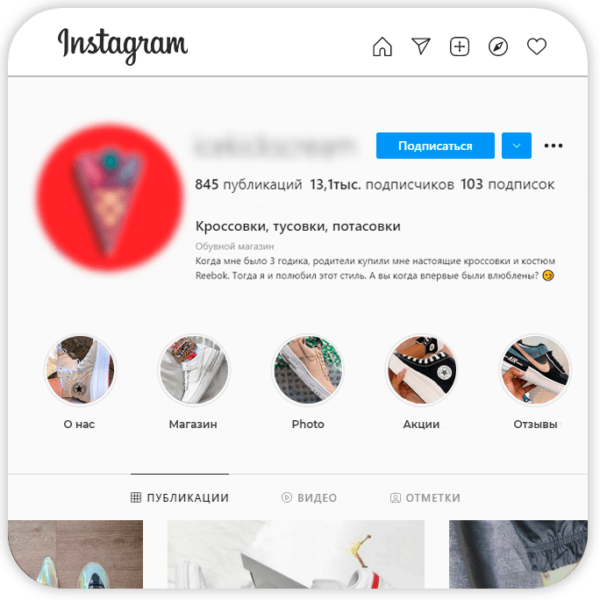 Instagram
Подписаться
845 публикаций 13,1тыс. подписчиков 103 подписок
Кроссовки, тусовки, потасовки
Обувной магазин
Когда мне было 3 годика, родители купили мне настоящие кроссовки и костюм
Reebok. Тогда я и полюбил этот стиль. А вы когда впервые были влюблены? 😏
О нас
Магазин
Photo
Акции
Отзывы
ПУБЛИКАЦИИ
ВИДЕО
ОТМЕТКИ